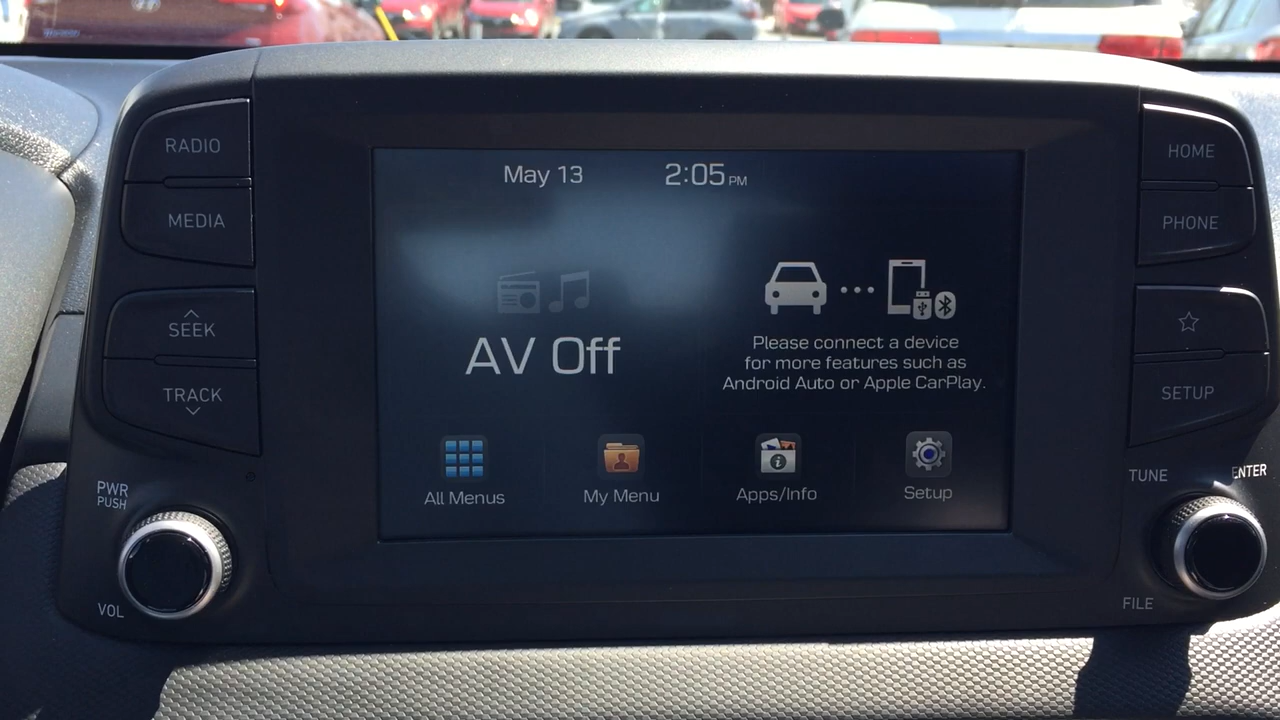 RADIO
MEDIA
SEEK
TRACK
PWR
PUSH
VOL
May 13 2:05 PM
AV Off
Please connect a device
for more features such as
Android Auto or Apple CarPlay.
All Menus
My Menu
Apps/Info
Setup
HOME
PHONE
SETUP
TUNE
ENTER
FILE